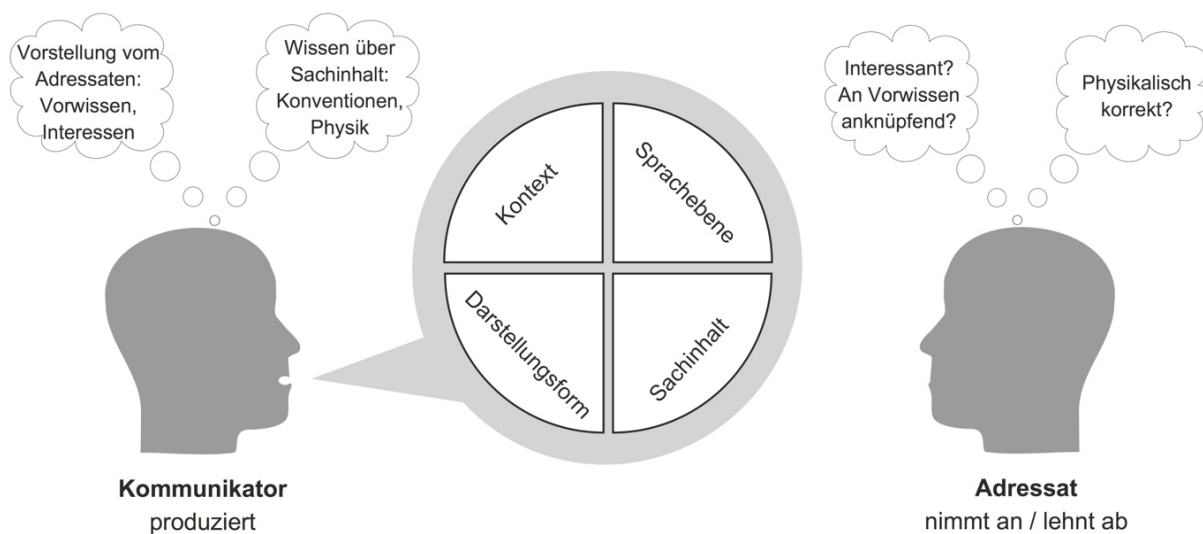 Vorstellung vom
Adressaten:
Vorwissen,
Interessen
Wissen über
Sachinhalt:
Konventionen,
Physik
Kontext
Sprachebene
Darstellungsform
Sachinhalt
Interessant?
An Vorwissen
anknüpfend?
Physikalisch
korrekt?
Kommunikator
produziert
Adressat
nimmt an / lehnt ab